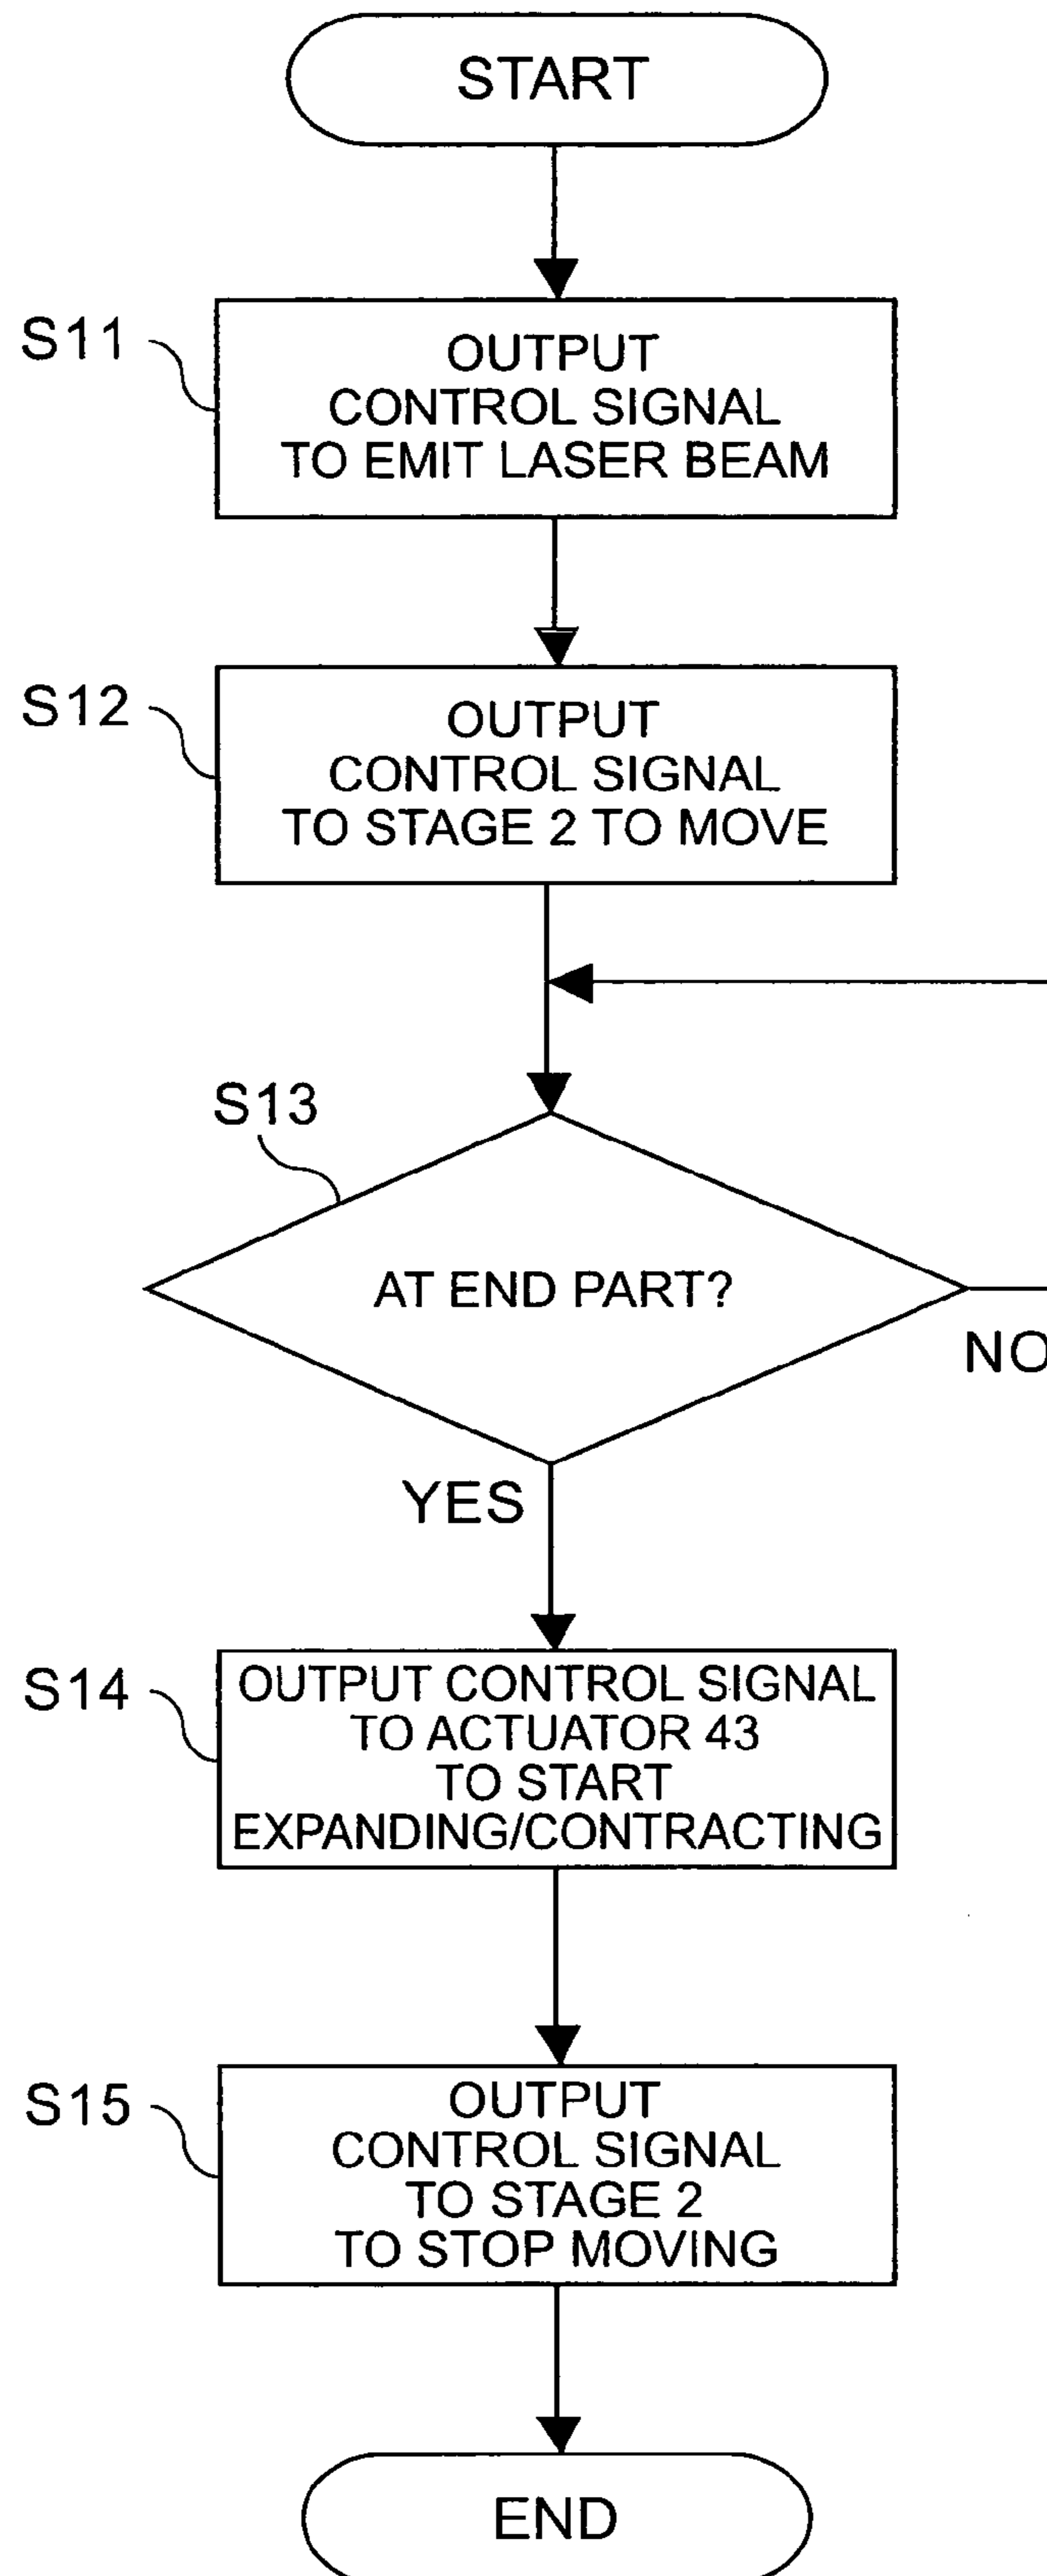 START
S11
OUTPUT
CONTROL SIGNAL
TO EMIT LASER BEAM
S12
OUTPUT
CONTROL SIGNAL
TO STAGE 2 TO MOVE
S13
AT END PART?
NO
YES
S14
OUTPUT CONTROL SIGNAL
TO ACTUATOR 43
TO START
EXPANDING/CONTRACTING
S15
OUTPUT
CONTROL SIGNAL
TO STAGE 2
TO STOP MOVING
END